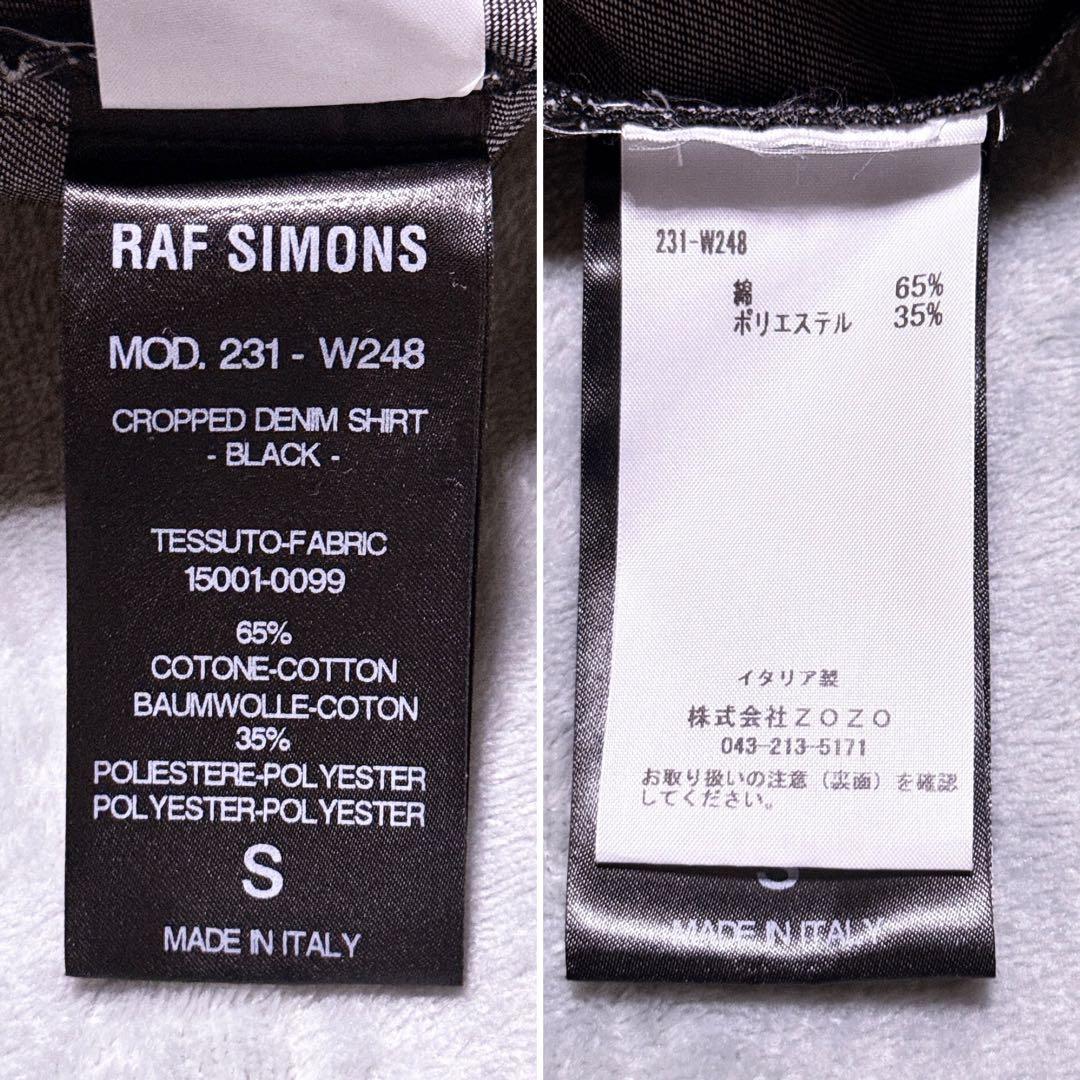 RAF SIMONS
MOD. 231 - W248
CROPPED DENIM SHIRT
- BLACK -
TESSUTO-FABRIC
15001-0099
65%
COTONE-COTTON
BAUMWOLLE-COTON
35%
POLIESTERE-POLYESTER
POLYESTER-POLYESTER
S
MADE IN ITALY
231-W248
綿 65%
ポリエステル 35%
イタリア製
株式会社ZOZO
043-213-5171
お取り扱いの注意(裏面)を確認
してください。
MADE IN ITALY